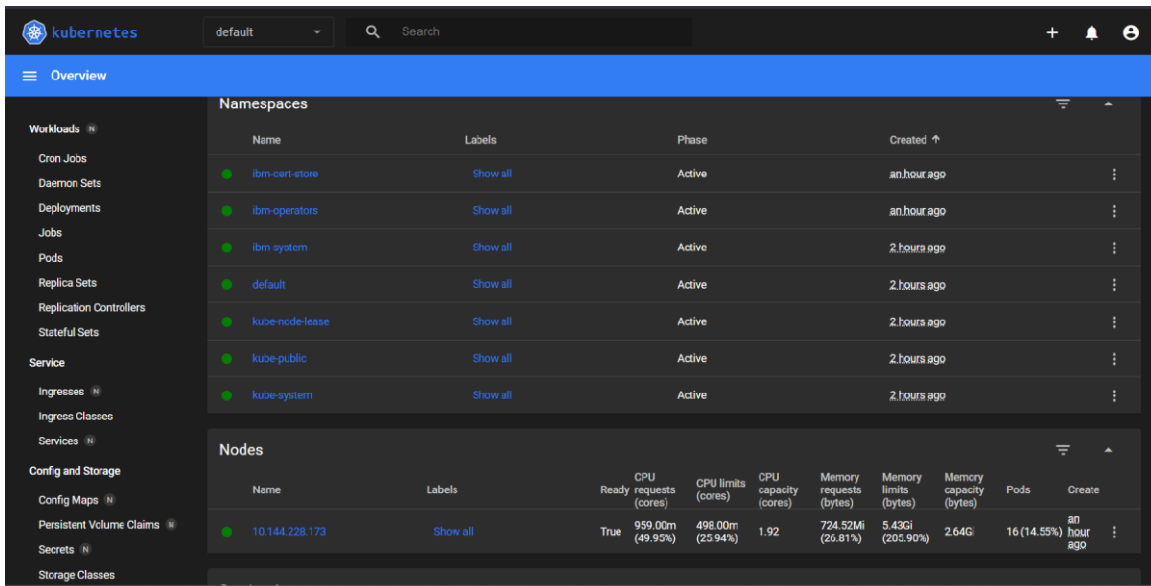 kubernetes
default
Search
Overview
Workloads N
Cron Jobs
Daemon Sets
Deployments
Jobs
Pods
Replica Sets
Replication Controllers
Stateful Sets
Service
Ingresses N
Ingress Classes
Services N
Config and Storage
Config Maps N
Persistent Volume Claims N
Secrets N
Storage Classes
Namespaces
Name Labels Phase Created
ibm-cert-store Show all Active an hour ago
ibm-operators Show all Active an hour ago
ibm-system Show all Active 2 hours ago
default Show all Active 2 hours ago
kube-node-lease Show all Active 2 hours ago
kube-public Show all Active 2 hours ago
kube-system Show all Active 2 hours ago
Nodes
Name Labels Ready CPU requests (cores) CPU limits (cores) CPU capacity (cores) Memory requests (bytes) Memory limits (bytes) Memory capacity (bytes) Pods Create
10.144.228.173 Show all True 959.00m (49.95%) 498.00m (25.94%) 1.92 724.52Mi (26.81%) 5.43Gi (205.90%) 2.64G 16 (14.55%) an hour ago